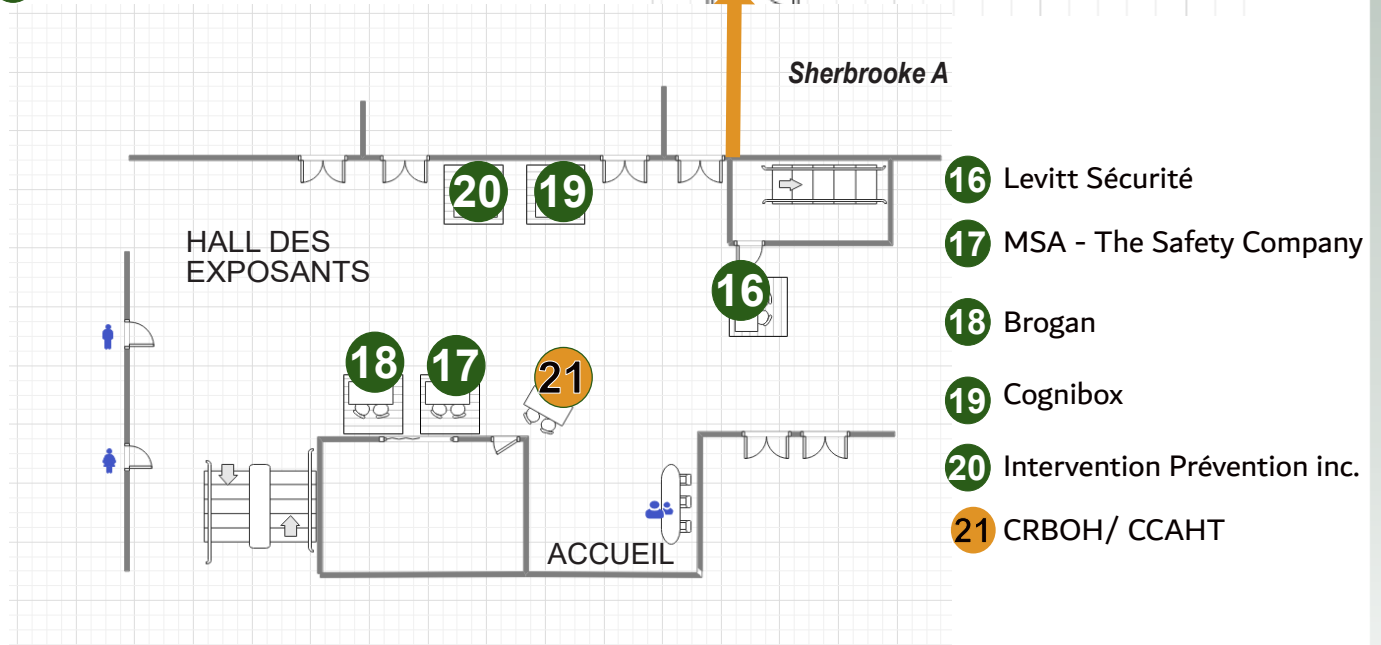 Sherbrooke A
20
19
HALL DES
EXPOSANTS
16
18
17
21
ACCUEIL
16 Levitt Sécurité
17 MSA - The Safety Company
18 Brogan
19 Cognibox
20 Intervention Prévention inc.
21 CRBOH/ CCAHT